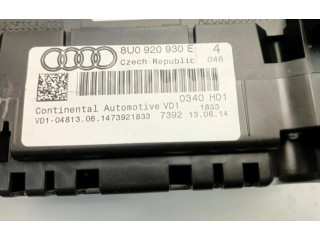 8U0 920 930 E 4
Czech Republic 048
0340 H01
Continental Automotive VD1 1833
VD1-04813.06.1473921833 7392 13.06.14